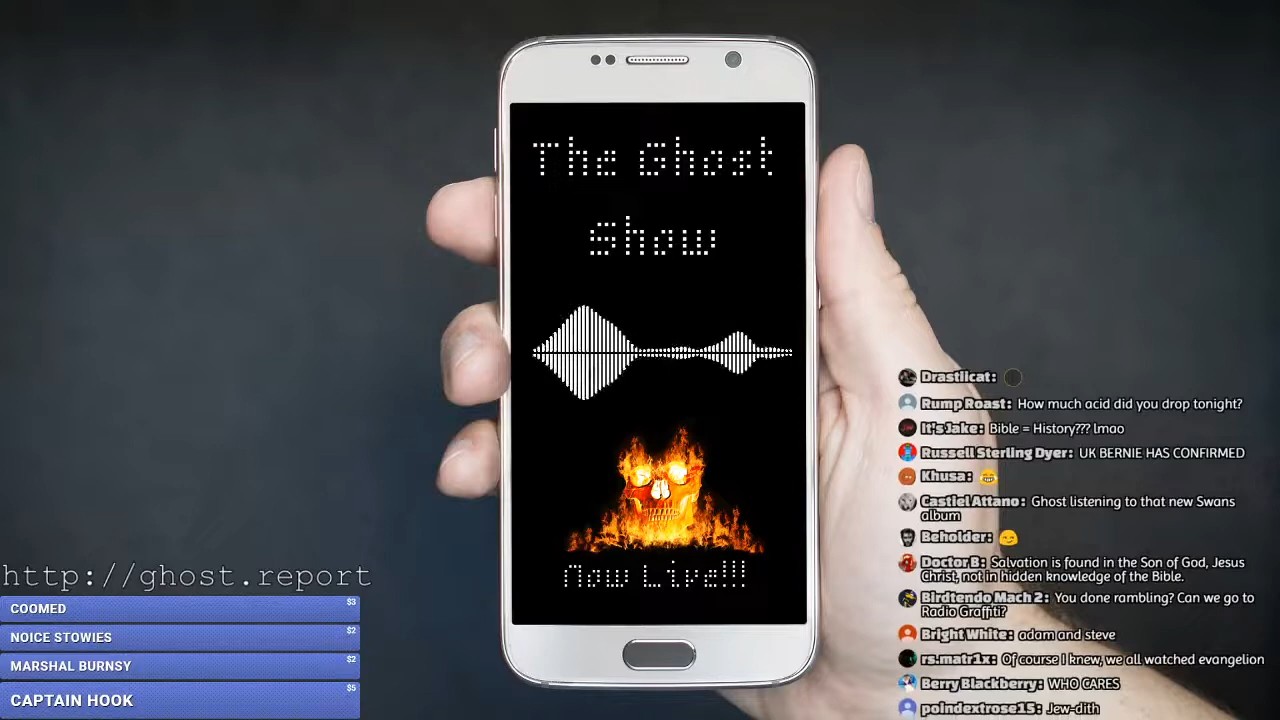 The Ghost
Show
Now Live!!!
http://ghost.report
COOMED $3
NOICE STOWIES $2
MARSHAL BURNSY $2
CAPTAIN HOOK $5
Drastlicat:
Rump Roast: How much acid did you drop tonight?
It's Jake: Bible = History??? lmao
Russell Sterling Dyer: UK BERNIE HAS CONFIRMED
Khusa: 😂
Castiel Attano: Ghost listening to that new Swans
album
Beholder: 😏
Doctor B: Salvation is found in the Son of God, Jesus
Christ, not in hidden knowledge of the Bible.
Birdtendo Mach 2: You done rambling? Can we go to
Radio Graffiti?
Bright White: adam and steve
rs.matr1x: Of course I knew, we all watched evangelion
Berry Blackberry: WHO CARES
poindextrose15: Jew-dith